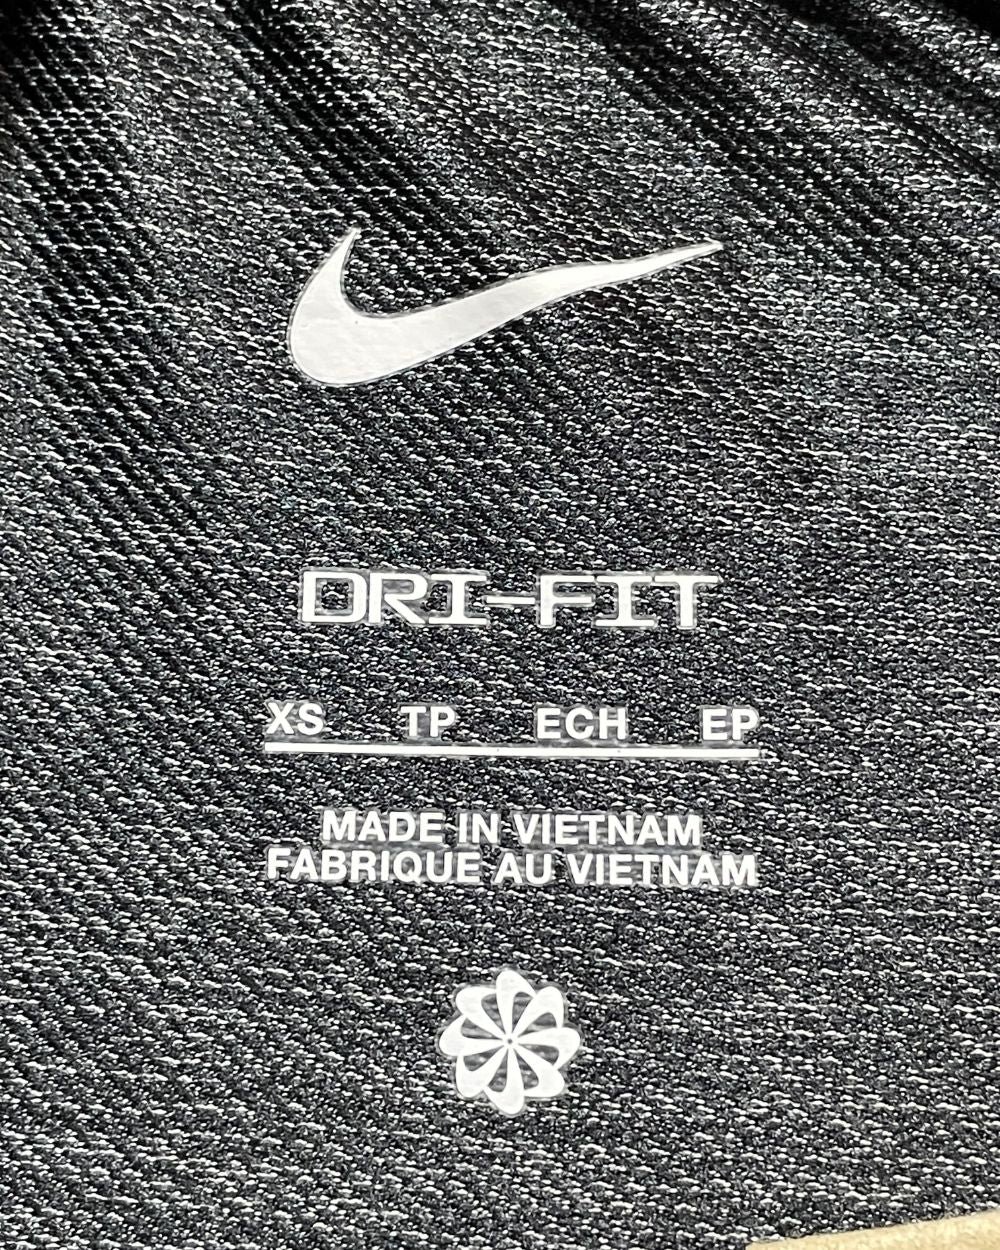 DRI-FIT
XS TP ECH EP
MADE IN VIETNAM
FABRIQUE AU VIETNAM